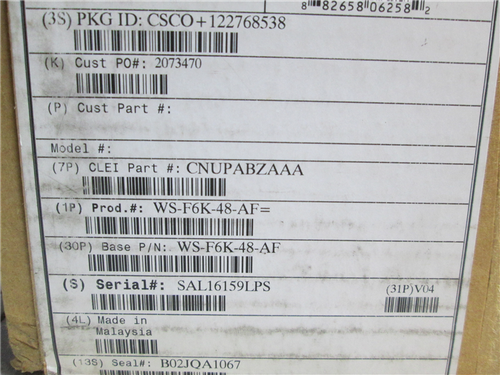 8 82658 06258 2
(3S) PKG ID: CSCO+122768538
(K) Cust PO#: 2073470
(P) Cust Part #:
Model #:
(7P) CLEI Part #: CNUPABZAAA
(1P) Prod.#: WS-F6K-48-AF=
(30P) Base P/N: WS-F6K-48-AF
(S) Serial#: SAL16159LPS
(31P)V04
(4L) Made in
Malaysia
(13S) Seal#: B02JQA1067